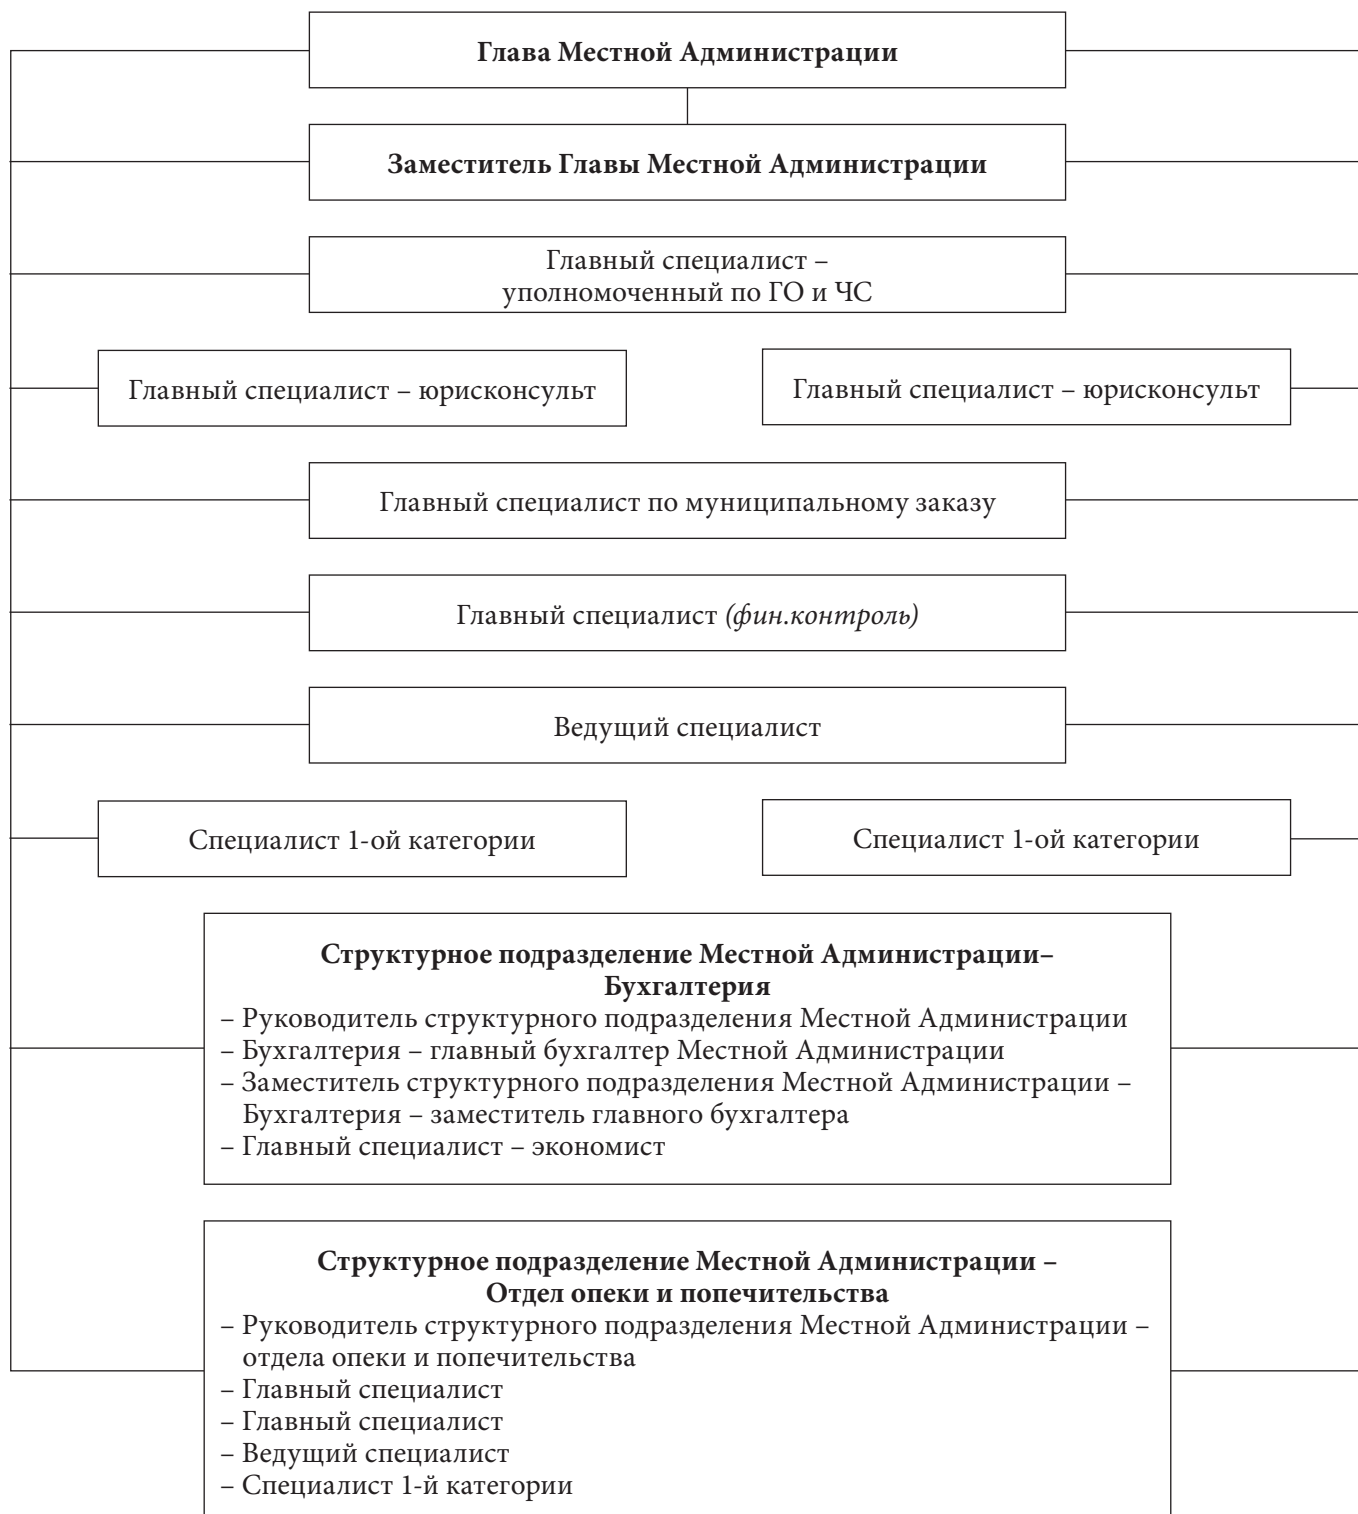 Глава Местной Администрации
Заместитель Главы Местной Администрации
Главный специалист –
уполномоченный по ГО и ЧС
Главный специалист – юрисконсульт
Главный специалист – юрисконсульт
Главный специалист по муниципальному заказу
Главный специалист (фин.контроль)
Ведущий специалист
Специалист 1-ой категории
Специалист 1-ой категории
Структурное подразделение Местной Администрации–
Бухгалтерия
– Руководитель структурного подразделения Местной Администрации
– Бухгалтерия – главный бухгалтер Местной Администрации
– Заместитель структурного подразделения Местной Администрации –
Бухгалтерия – заместитель главного бухгалтера
– Главный специалист – экономист
Структурное подразделение Местной Администрации –
Отдел опеки и попечительства
– Руководитель структурного подразделения Местной Администрации –
отдела опеки и попечительства
– Главный специалист
– Главный специалист
– Ведущий специалист
– Специалист 1-й категории